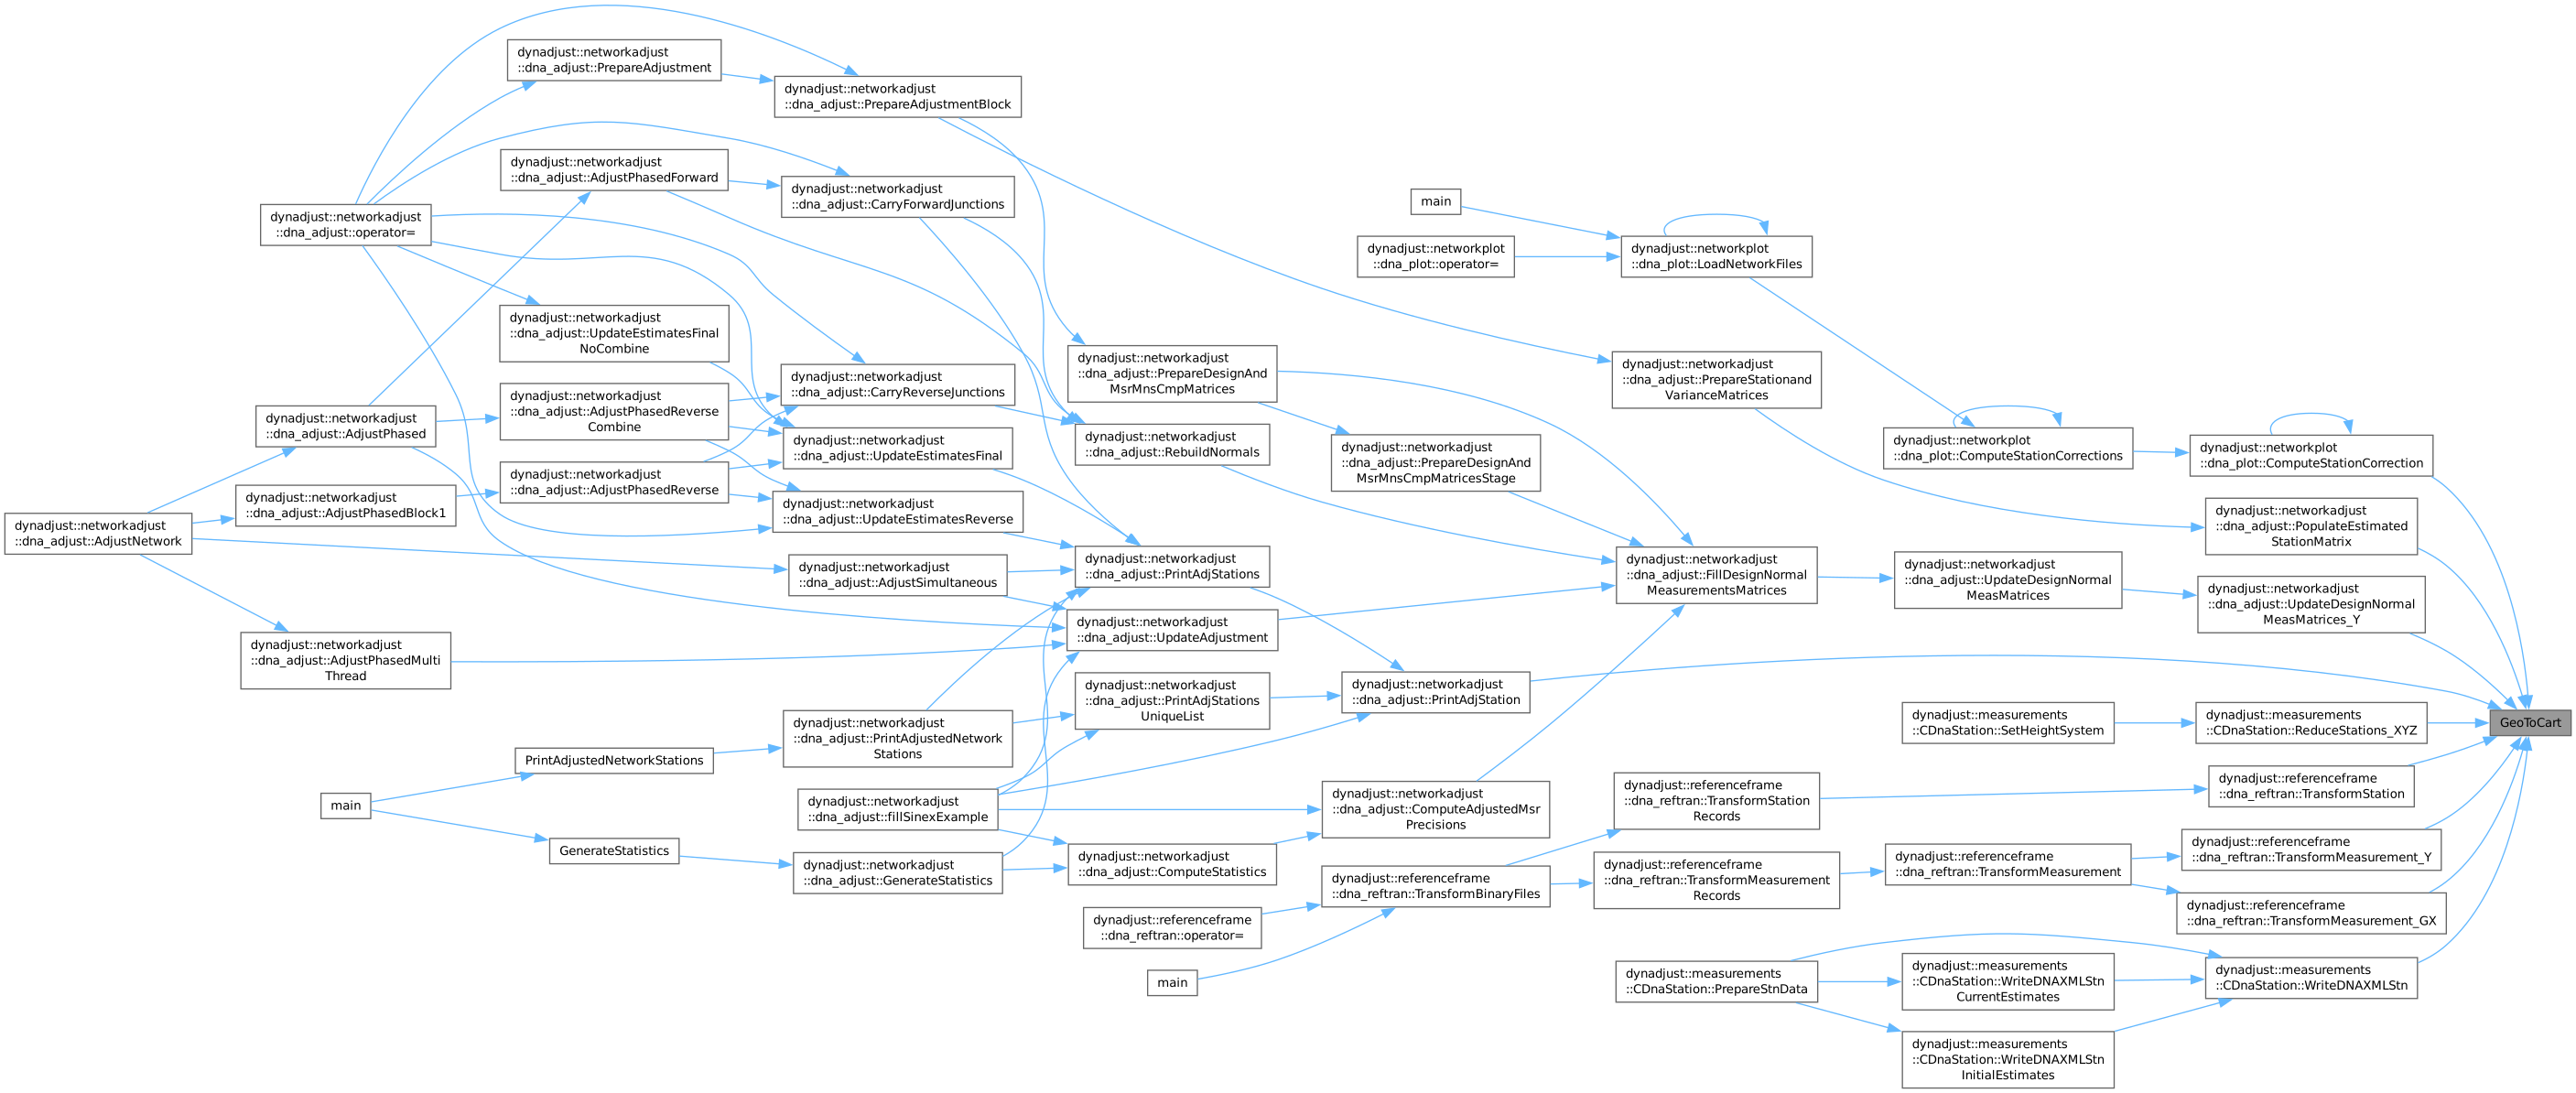 dynadjust::networkadjust
::dna_adjust::PrepareAdjustment
dynadjust::networkadjust
::dna_adjust::PrepareAdjustmentBlock
dynadjust::networkadjust
::dna_adjust::AdjustPhasedForward
dynadjust::networkadjust
::dna_adjust::CarryForwardJunctions
dynadjust::networkadjust
::dna_adjust::operator=
main
dynadjust::networkplot
::dna_plot::operator=
dynadjust::networkplot
::dna_plot::LoadNetworkFiles
dynadjust::networkadjust
::dna_adjust::UpdateEstimatesFinal
NoCombine
dynadjust::networkadjust
::dna_adjust::CarryReverseJunctions
dynadjust::networkadjust
::dna_adjust::PrepareDesignAnd
MsrMnsCmpMatrices
dynadjust::networkadjust
::dna_adjust::PrepareStationand
VarianceMatrices
dynadjust::networkadjust
::dna_adjust::AdjustPhased
dynadjust::networkadjust
::dna_adjust::AdjustPhasedReverse
Combine
dynadjust::networkadjust
::dna_adjust::UpdateEstimatesFinal
dynadjust::networkadjust
::dna_adjust::RebuildNormals
dynadjust::networkadjust
::dna_adjust::PrepareDesignAnd
MsrMnsCmpMatricesStage
dynadjust::networkplot
::dna_plot::ComputeStationCorrections
dynadjust::networkplot
::dna_plot::ComputeStationCorrection
dynadjust::networkadjust
::dna_adjust::AdjustNetwork
dynadjust::networkadjust
::dna_adjust::AdjustPhasedBlock1
dynadjust::networkadjust
::dna_adjust::AdjustPhasedReverse
dynadjust::networkadjust
::dna_adjust::UpdateEstimatesReverse
dynadjust::networkadjust
::dna_adjust::PopulateEstimated
StationMatrix
dynadjust::networkadjust
::dna_adjust::AdjustSimultaneous
dynadjust::networkadjust
::dna_adjust::PrintAdjStations
dynadjust::networkadjust
::dna_adjust::FillDesignNormal
MeasurementsMatrices
dynadjust::networkadjust
::dna_adjust::UpdateDesignNormal
MeasMatrices
dynadjust::networkadjust
::dna_adjust::UpdateDesignNormal
MeasMatrices_Y
dynadjust::networkadjust
::dna_adjust::AdjustPhasedMulti
Thread
dynadjust::networkadjust
::dna_adjust::UpdateAdjustment
dynadjust::networkadjust
::dna_adjust::PrintAdjStations
UniqueList
dynadjust::networkadjust
::dna_adjust::PrintAdjStation
GeoToCart
dynadjust::measurements
::CDnaStation::SetHeightSystem
dynadjust::measurements
::CDnaStation::ReduceStations_XYZ
PrintAdjustedNetworkStations
dynadjust::networkadjust
::dna_adjust::PrintAdjustedNetwork
Stations
main
dynadjust::networkadjust
::dna_adjust::fillSinexExample
dynadjust::networkadjust
::dna_adjust::ComputeAdjustedMsr
Precisions
dynadjust::referenceframe
::dna_reftran::TransformStation
Records
dynadjust::referenceframe
::dna_reftran::TransformStation
GenerateStatistics
dynadjust::networkadjust
::dna_adjust::GenerateStatistics
dynadjust::networkadjust
::dna_adjust::ComputeStatistics
dynadjust::referenceframe
::dna_reftran::TransformBinaryFiles
dynadjust::referenceframe
::dna_reftran::TransformMeasurement
Records
dynadjust::referenceframe
::dna_reftran::TransformMeasurement
dynadjust::referenceframe
::dna_reftran::TransformMeasurement_Y
dynadjust::referenceframe
::dna_reftran::operator=
dynadjust::referenceframe
::dna_reftran::TransformMeasurement_GX
main
dynadjust::measurements
::CDnaStation::PrepareStnData
dynadjust::measurements
::CDnaStation::WriteDNAXMLStn
CurrentEstimates
dynadjust::measurements
::CDnaStation::WriteDNAXMLStn
dynadjust::measurements
::CDnaStation::WriteDNAXMLStn
InitialEstimates